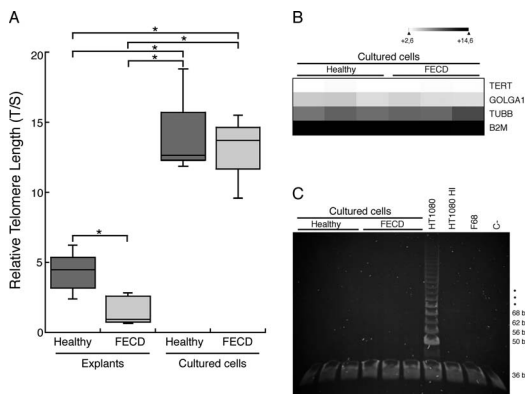 A
Relative Telomere Length (T/S)
20
15
10
5
0
*
*
*
*
*
Healthy
FECD
Healthy
FECD
Explants
Cultured cells
B
+2,6
+14,6
Cultured cells
Healthy
FECD
TERT
GOLGA1
TUBB
B2M
C
Cultured cells
Healthy
FECD
HT1080
HT1080 HI
F68
C-
68 b
62 b
56 b
50 b
36 b